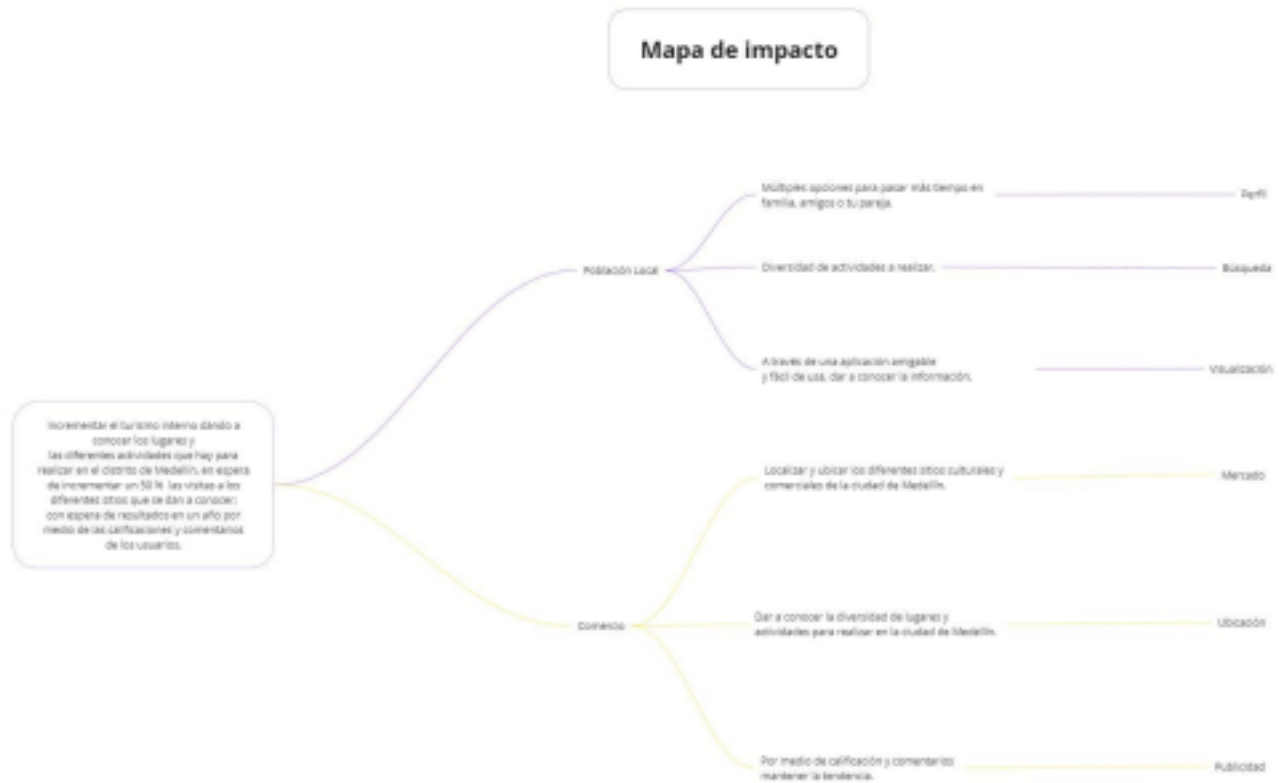 Mapa de impacto
Múltiples opciones para pasar más tiempo en
familia, amigos o tu pareja.
Perfil
Población Local
Diversidad de actividades a realizar.
Búsqueda
A través de una aplicación amigable
y fácil de usar, dar a conocer la información.
Visualización
Incrementar el turismo interno dando a
conocer los lugares y
las diferentes actividades que hay para
realizar en el distrito de Medellín, en espera
de incrementar un 50 % las visitas a los
diferentes sitios que se dan a conocer;
con espera de resultados en un año por
medio de las calificaciones y comentarios
de los usuarios.
Localizar y ubicar los diferentes sitios culturales y
comerciales de la ciudad de Medellín.
Mercado
Comercio
Dar a conocer la diversidad de lugares y
actividades para realizar en la ciudad de Medellín.
Ubicación
Por medio de calificación y comentarios
mantener la tendencia.
Publicidad